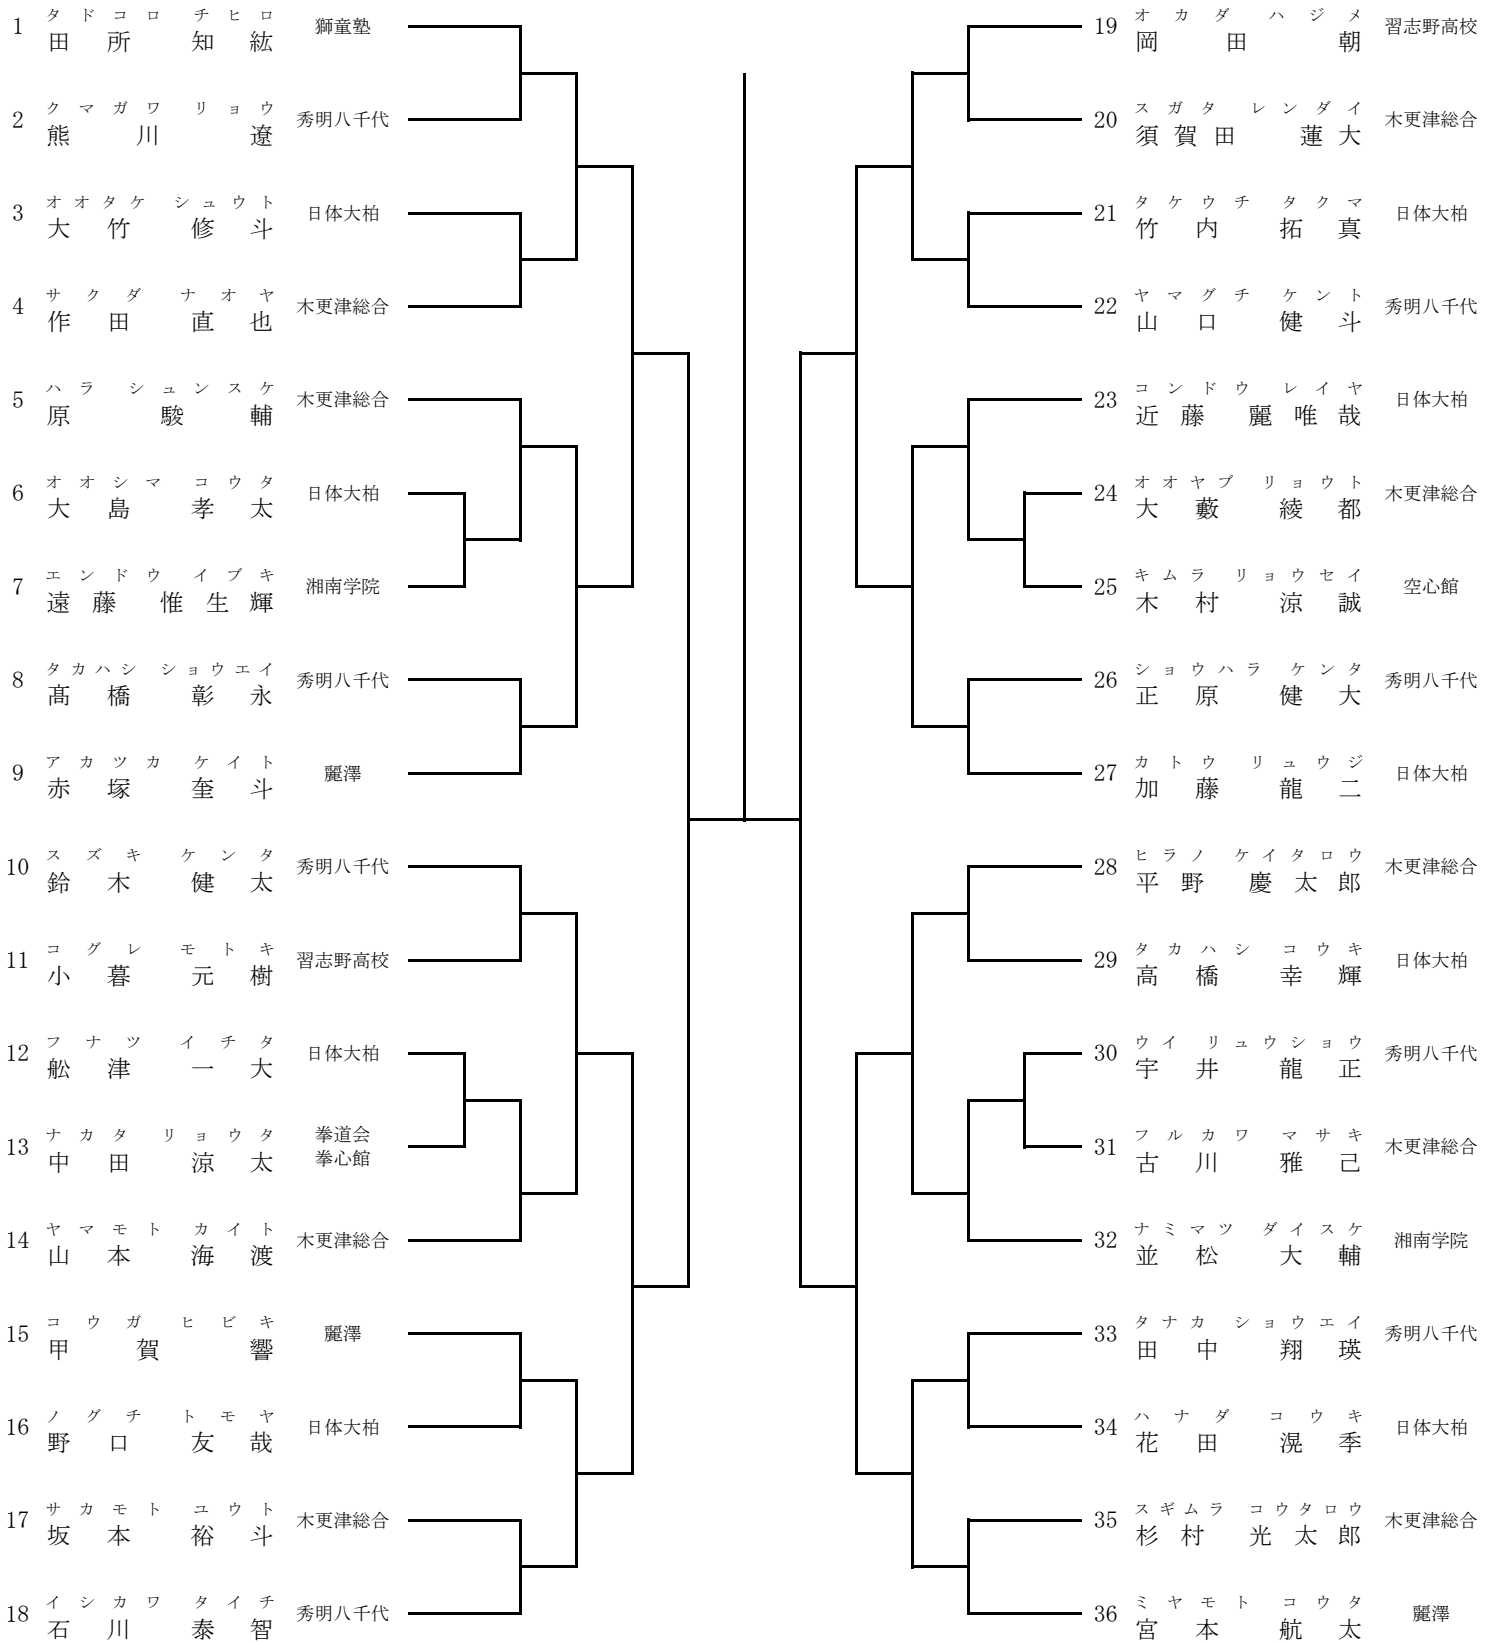 タドコロ チヒロ
1 田所 知紘 獅童塾
クマガワ リョウ
2 熊川 遼 秀明八千代
オオタケ シュウト
3 大竹 修斗 日体大柏
サクダ ナオヤ
4 作田 直也 木更津総合
ハラ シュンスケ
5 原 駿輔 木更津総合
オオシマ コウタ
6 大島 孝太 日体大柏
エンドウ イブキ
7 遠藤 惟生輝 湘南学院
タカハシ ショウエイ
8 髙橋 彰永 秀明八千代
アカツカ ケイト
9 赤塚 奎斗 麗澤
スズキ ケンタ
10 鈴木 健太 秀明八千代
コグレ モトキ
11 小暮 元樹 習志野高校
フナツ イチタ
12 舩津 一大 日体大柏
ナカタ リョウタ
13 中田 涼太 拳道会
拳心館
ヤマモト カイト
14 山本 海渡 木更津総合
コウガ ヒビキ
15 甲賀 響 麗澤
ノグチ トモヤ
16 野口 友哉 日体大柏
サカモト ユウト
17 坂本 裕斗 木更津総合
イシカワ タイチ
18 石川 泰智 秀明八千代
オカダ ハジメ
19 岡田 朝 習志野高校
スガタ レンダイ
20 須賀田 蓮大 木更津総合
タケウチ タクマ
21 竹内 拓真 日体大柏
ヤマグチ ケント
22 山口 健斗 秀明八千代
コンドウ レイヤ
23 近藤 麗唯哉 日体大柏
オオヤブ リョウト
24 大藪 綾都 木更津総合
キムラ リョウセイ
25 木村 涼誠 空心館
ショウハラ ケンタ
26 正原 健大 秀明八千代
カトウ リュウジ
27 加藤 龍二 日体大柏
ヒラノ ケイタロウ
28 平野 慶太郎 木更津総合
タカハシ コウキ
29 高橋 幸輝 日体大柏
ウイ リュウショウ
30 宇井 龍正 秀明八千代
フルカワ マサキ
31 古川 雅己 木更津総合
ナミマツ ダイスケ
32 並松 大輔 湘南学院
タナカ ショウエイ
33 田中 翔瑛 秀明八千代
ハナダ コウキ
34 花田 滉季 日体大柏
スギムラ コウタロウ
35 杉村 光太郎 木更津総合
ミヤモト コウタ
36 宮本 航太 麗澤